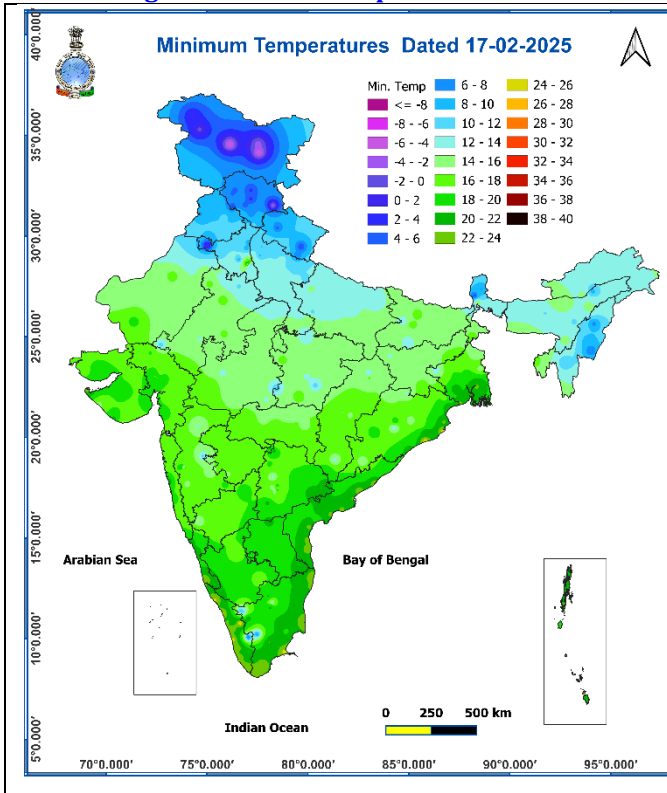 Minimum Temperatures Dated 17-02-2025
Min. Temp
<= -8
-8 - -6
-6 - -4
-4 - -2
-2 - 0
0 - 2
2 - 4
4 - 6
6 - 8
8 - 10
10 - 12
12 - 14
14 - 16
16 - 18
18 - 20
20 - 22
22 - 24
24 - 26
26 - 28
28 - 30
30 - 32
32 - 34
34 - 36
36 - 38
38 - 40
40°0.000'
35°0.000'
30°0.000'
25°0.000'
20°0.000'
15°0.000'
10°0.000'
5°0.000'
Arabian Sea
Bay of Bengal
Indian Ocean
0 250 500 km
70°0.000' 75°0.000' 80°0.000' 85°0.000' 90°0.000' 95°0.000'